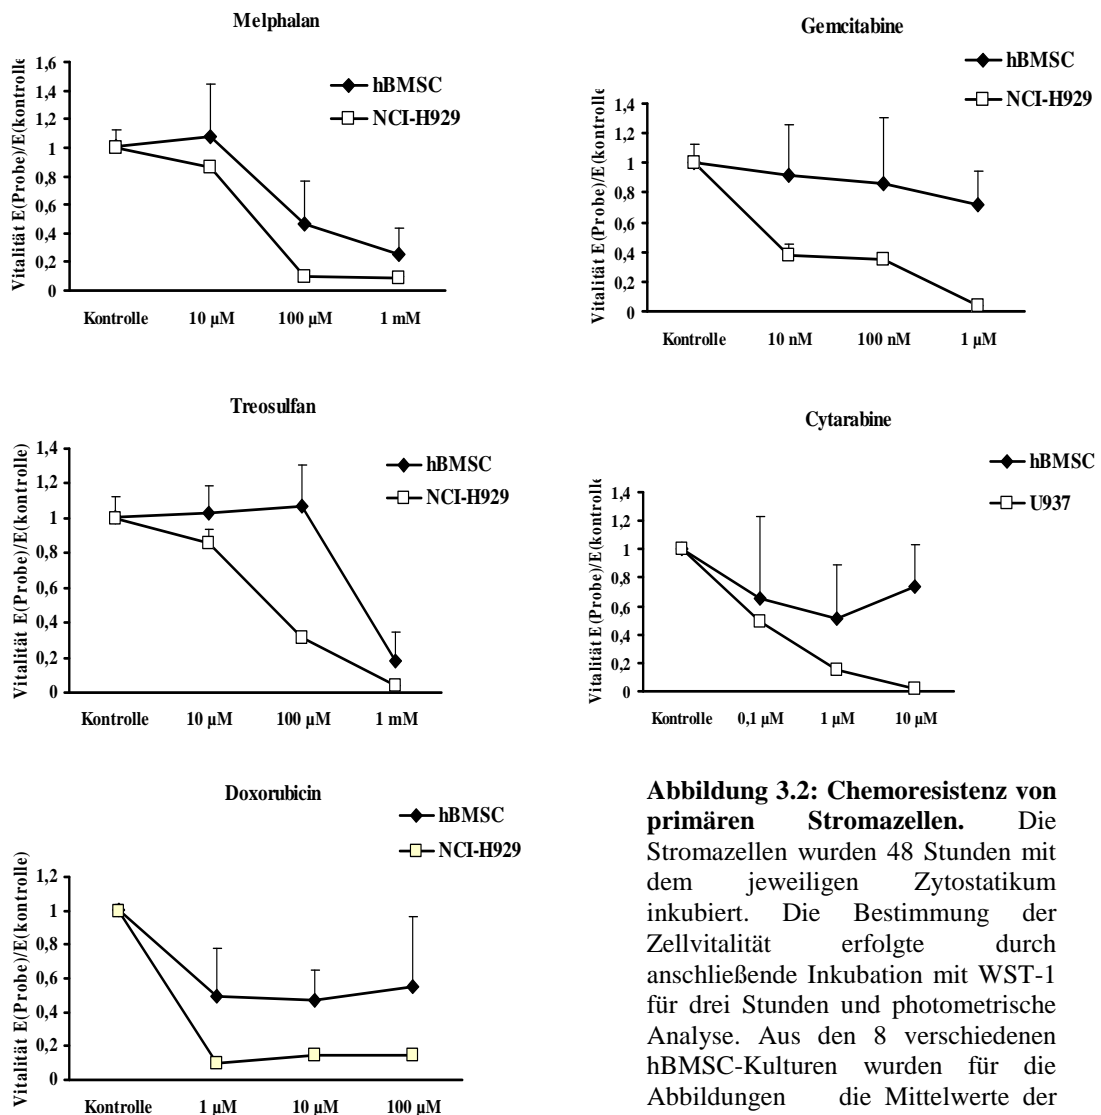 Melphalan
Vitalität E(Probe)/E(kontrolle
1,6
1,4
1,2
1
0,8
0,6
0,4
0,2
0
Kontrolle 10 µM 100 µM 1 mM
hBMSC
NCI-H929
Gemcitabine
Vitalität E(Probe)/E(kontrolle
1,4
1,2
1
0,8
0,6
0,4
0,2
0
Kontrolle 10 nM 100 nM 1 µM
hBMSC
NCI-H929
Treosulfan
Vitalität E(Probe)/E(kontrolle)
1,4
1,2
1
0,8
0,6
0,4
0,2
0
Kontrolle 10 µM 100 µM 1 mM
hBMSC
NCI-H929
Cytarabine
Vitalität E(Probe)/E(kontrolle
1,4
1,2
1
0,8
0,6
0,4
0,2
0
Kontrolle 0,1 µM 1 µM 10 µM
hBMSC
U937
Doxorubicin
Vitalität E(Probe)/E(kontrolle)
1,2
1
0,8
0,6
0,4
0,2
0
Kontrolle 1 µM 10 µM 100 µM
hBMSC
NCI-H929
Abbildung 3.2: Chemoresistenz von
primären Stromazellen. Die
Stromazellen wurden 48 Stunden mit
dem jeweiligen Zytostatikum
inkubiert. Die Bestimmung der
Zellvitalität erfolgte durch
anschließende Inkubation mit WST-1
für drei Stunden und photometrische
Analyse. Aus den 8 verschiedenen
hBMSC-Kulturen wurden für die
Abbildungen die Mittelwerte der